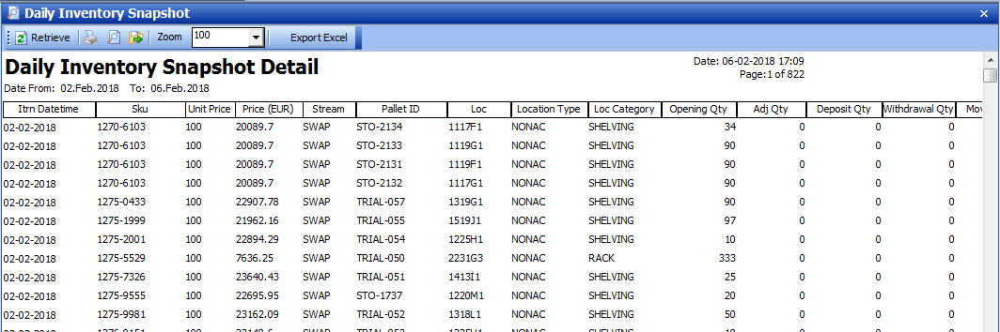 Daily Inventory Snapshot
Retrieve Zoom 100 Export Excel
Daily Inventory Snapshot Detail
Date: 06-02-2018 17:09
Page:1 of 822
Date From: 02.Feb.2018 To: 06.Feb.2018
Itrn Datetime Sku Unit Price Price (EUR) Stream Pallet ID Loc Location Type Loc Category Opening Qty Adj Qty Deposit Qty Withdrawal Qty Mov
02-02-2018 1270-6103 100 20089.7 SWAP STO-2134 1117F1 NONAC SHELVING 34 0 0 0
02-02-2018 1270-6103 100 20089.7 SWAP STO-2133 1119G1 NONAC SHELVING 90 0 0 0
02-02-2018 1270-6103 100 20089.7 SWAP STO-2131 1119F1 NONAC SHELVING 90 0 0 0
02-02-2018 1270-6103 100 20089.7 SWAP STO-2132 1117G1 NONAC SHELVING 90 0 0 0
02-02-2018 1275-0433 100 22907.78 SWAP TRIAL-057 1319G1 NONAC SHELVING 90 0 0 0
02-02-2018 1275-1999 100 21962.16 SWAP TRIAL-055 1519J1 NONAC SHELVING 97 0 0 0
02-02-2018 1275-2001 100 22894.29 SWAP TRIAL-054 1225H1 NONAC SHELVING 10 0 0 0
02-02-2018 1275-5529 100 7636.25 SWAP TRIAL-050 2231G3 NONAC RACK 333 0 0 0
02-02-2018 1275-7326 100 23640.43 SWAP TRIAL-051 1413I1 NONAC SHELVING 25 0 0 0
02-02-2018 1275-9555 100 22695.95 SWAP STO-1737 1220M1 NONAC SHELVING 20 0 0 0
02-02-2018 1275-9981 100 23162.09 SWAP TRIAL-052 1318L1 NONAC SHELVING 50 0 0 0